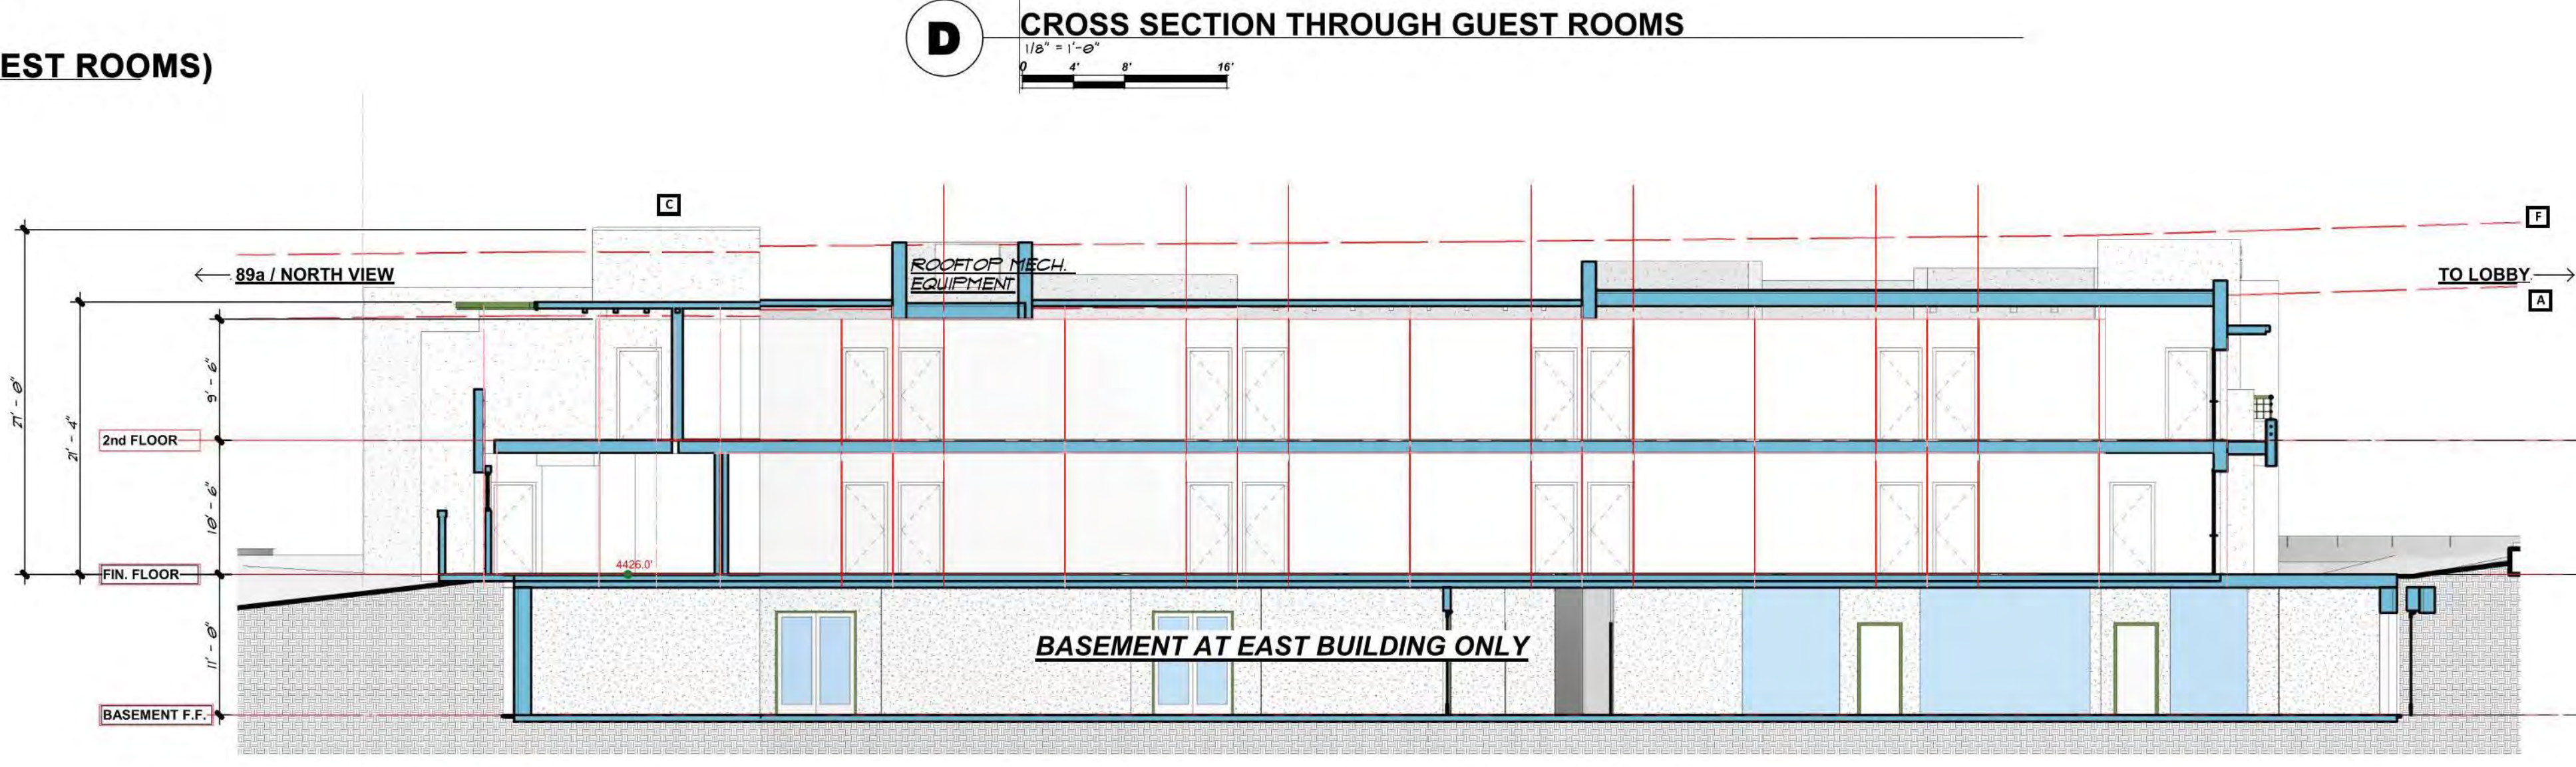 D
CROSS SECTION THROUGH GUEST ROOMS
1/8" = 1'-0"
0 4' 8' 16'
EST ROOMS)
C
F
89a / NORTH VIEW
ROOFTOP MECH.
EQUIPMENT
TO LOBBY
A
27' - 0"
21' - 4"
9' - 6"
2nd FLOOR
10' - 6"
FIN. FLOOR
4426.0'
11' - 0"
BASEMENT AT EAST BUILDING ONLY
BASEMENT F.F.